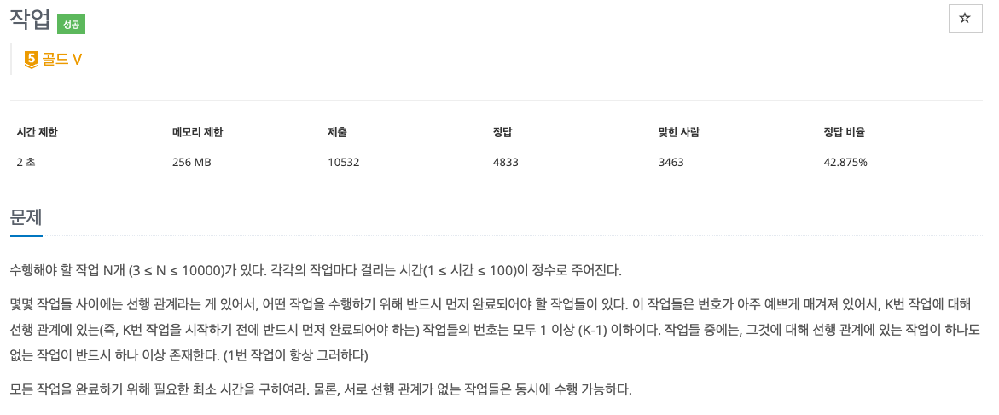 작업 성공
☆
5 골드 V
시간 제한 메모리 제한 제출 정답 맞힌 사람 정답 비율
2 초 256 MB 10532 4833 3463 42.875%
문제
수행해야 할 작업 N개 (3 ≤ N ≤ 10000)가 있다. 각각의 작업마다 걸리는 시간(1 ≤ 시간 ≤ 100)이 정수로 주어진다.
몇몇 작업들 사이에는 선행 관계라는 게 있어서, 어떤 작업을 수행하기 위해 반드시 먼저 완료되어야 할 작업들이 있다. 이 작업들은 번호가 아주 예쁘게 매겨져 있어서, K번 작업에 대해
선행 관계에 있는(즉, K번 작업을 시작하기 전에 반드시 먼저 완료되어야 하는) 작업들의 번호는 모두 1 이상 (K-1) 이하이다. 작업들 중에는, 그것에 대해 선행 관계에 있는 작업이 하나도
없는 작업이 반드시 하나 이상 존재한다. (1번 작업이 항상 그러하다)
모든 작업을 완료하기 위해 필요한 최소 시간을 구하여라. 물론, 서로 선행 관계가 없는 작업들은 동시에 수행 가능하다.